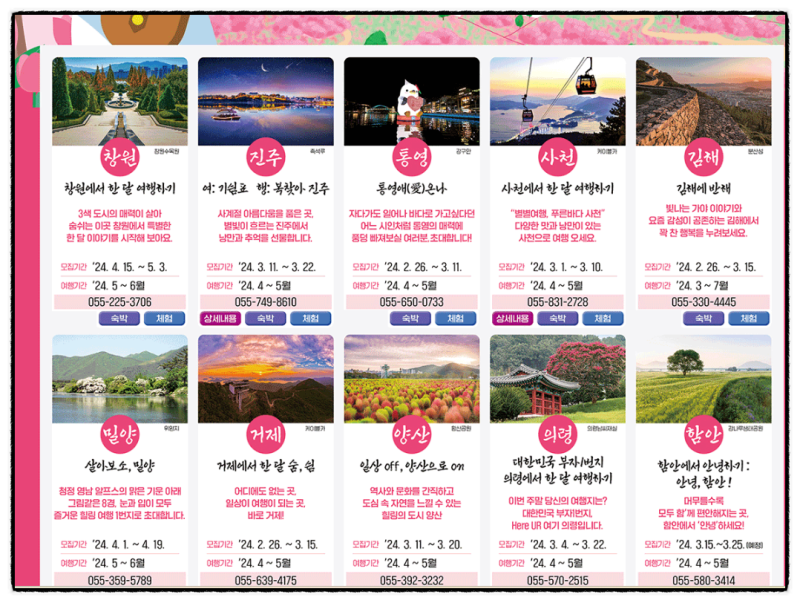 창원
창원수목원
창원에서 한 달 여행하기
3색 도시의 매력이 살아
숨쉬는 이곳 창원에서 특별한
한 달 이야기를 시작해 보아요.
모집기간 '24. 4. 15. ~ 5. 3.
여행기간 '24. 5 ~ 6월
055-225-3706
숙박 체험
진주
촉석루
여: 기쉴표 행: 복찾아 진주
사계절 아름다움을 품은 곳,
별빛이 흐르는 진주에서
낭만과 추억을 선물합니다.
모집기간 '24. 3. 11. ~ 3. 22.
여행기간 '24. 4 ~ 5월
055-749-8610
상세내용 숙박 체험
통영
강구안
통영애(愛)온나
자다가도 일어나 바다로 가고싶다던
어느 시인처럼 통영의 매력에
풍덩 빠져보실 여러분, 초대합니다!
모집기간 '24. 2. 26. ~ 3. 11.
여행기간 '24. 4 ~ 5월
055-650-0733
숙박 체험
사천
케이블카
사천에서 한 달 여행하기
"별별여행, 푸른바다 사천"
다양한 맛과 낭만이 있는
사천으로 여행 오세요.
모집기간 '24. 3. 1. ~ 3. 10.
여행기간 '24. 4 ~ 5월
055-831-2728
상세내용 숙박 체험
김해
분산성
김해에 반해
빛나는 가야 이야기와
요즘 감성이 공존하는 김해에서
꽉 찬 행복을 누려보세요.
모집기간 '24. 2. 26. ~ 3. 15.
여행기간 '24. 3 ~ 7월
055-330-4445
숙박 체험
밀양
위양지
살아보소, 밀양
청정 영남 알프스의 맑은 기운 아래
그림같은 8경, 눈과 입이 모두
즐거운 힐링 여행 1번지로 초대합니다.
모집기간 '24. 4. 1. ~ 4. 19.
여행기간 '24. 5 ~ 6월
055-359-5789
거제
케이블카
거제에서 한 달 숨, 쉼
어디에도 없는 곳,
일상이 여행이 되는 곳,
바로 거제!
모집기간 '24. 2. 26. ~ 3. 15.
여행기간 '24. 4 ~ 5월
055-639-4175
양산
황산공원
일상 off, 양산으로 on
역사와 문화를 간직하고
도심 속 자연을 느낄 수 있는
힐링의 도시 양산
모집기간 '24. 3. 11. ~ 3. 20.
여행기간 '24. 4 ~ 5월
055-392-3232
의령
대한민국 부자1번지
의령에서 한 달 여행하기
이번 주말 당신의 여행지는?
대한민국 부자1번지,
Here UR 여기 의령입니다.
모집기간 '24. 3. 4. ~ 3. 22.
여행기간 '24. 4 ~ 5월
055-570-2515
함안
함안에서 안녕하기 :
안녕, 함안!
머무를수록
모두 함˚께 편안해지는 곳,
함안에서 '안녕'하세요!
모집기간 '24. 3.15.~3.25. (예정)
여행기간 '24. 4 ~ 5월
055-580-3414